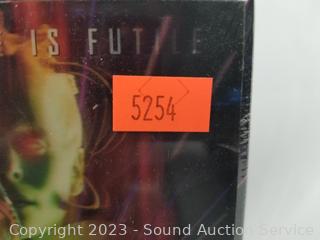 IS FUTILE
5254
Copyright 2023 - Sound Auction Service